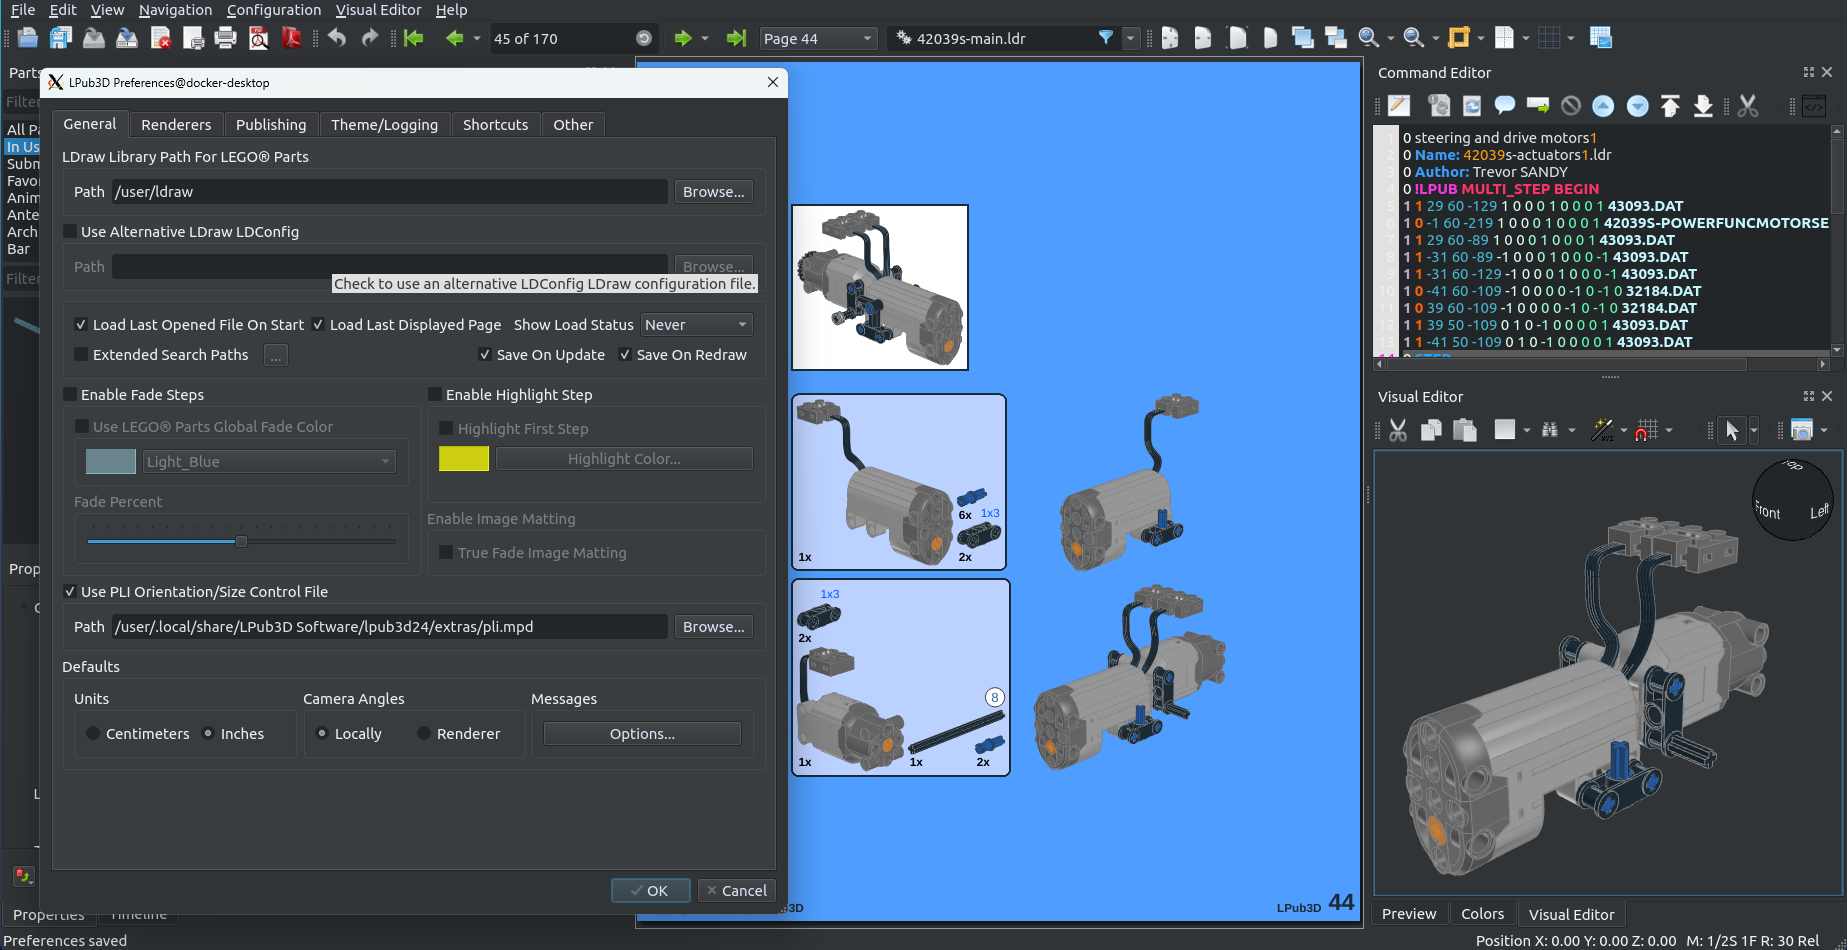 File Edit View Navigation Configuration Visual Editor Help
45 of 170
Page 44
42039s-main.ldr
Parts
LPub3D Preferences@docker-desktop
General Renderers Publishing Theme/Logging Shortcuts Other
LDraw Library Path For LEGO® Parts
Path /user/ldraw Browse...
Use Alternative LDraw LDConfig
Path Browse...
Check to use an alternative LDConfig LDraw configuration file.
Load Last Opened File On Start Load Last Displayed Page Show Load Status Never
Extended Search Paths ... Save On Update Save On Redraw
Enable Fade Steps
Use LEGO® Parts Global Fade Color
Light_Blue
Fade Percent
Enable Highlight Step
Highlight First Step
Highlight Color...
Enable Image Matting
True Fade Image Matting
Use PLI Orientation/Size Control File
Path /user/.local/share/LPub3D Software/lpub3d24/extras/pli.mpd Browse...
Defaults
Units Camera Angles Messages
Centimeters Inches Locally Renderer Options...
OK Cancel
Filter
All Pa
In Us
Subm
Favo
Anim
Ante
Arch
Bar
Filter
Prop
Properties Timeline
Preferences saved
1x
6x
1x3
2x
1x3
2x
8
1x
1x
2x
3D
LPub3D 44
Command Editor
1 0 steering and drive motors1
2 0 Name: 42039s-actuators1.ldr
3 0 Author: Trevor SANDY
4 0 !LPUB MULTI_STEP BEGIN
5 1 1 29 60 -129 1 0 0 0 1 0 0 0 1 43093.DAT
6 1 0 -1 60 -219 1 0 0 0 1 0 0 0 1 42039S-POWERFUNCMOTORSE
7 1 1 29 60 -89 1 0 0 0 1 0 0 0 1 43093.DAT
8 1 1 -31 60 -89 -1 0 0 0 1 0 0 0 -1 43093.DAT
9 1 1 -31 60 -129 -1 0 0 0 1 0 0 0 -1 43093.DAT
10 1 0 -41 60 -109 -1 0 0 0 0 -1 0 -1 0 32184.DAT
11 1 0 39 60 -109 -1 0 0 0 0 -1 0 -1 0 32184.DAT
12 1 1 39 50 -109 0 1 0 -1 0 0 0 0 1 43093.DAT
13 1 1 -41 50 -109 0 1 0 -1 0 0 0 0 1 43093.DAT
14 0 STEP
Visual Editor
Front Left
Preview Colors Visual Editor
Position X: 0.00 Y: 0.00 Z: 0.00 M: 1/2S 1F R: 30 Rel